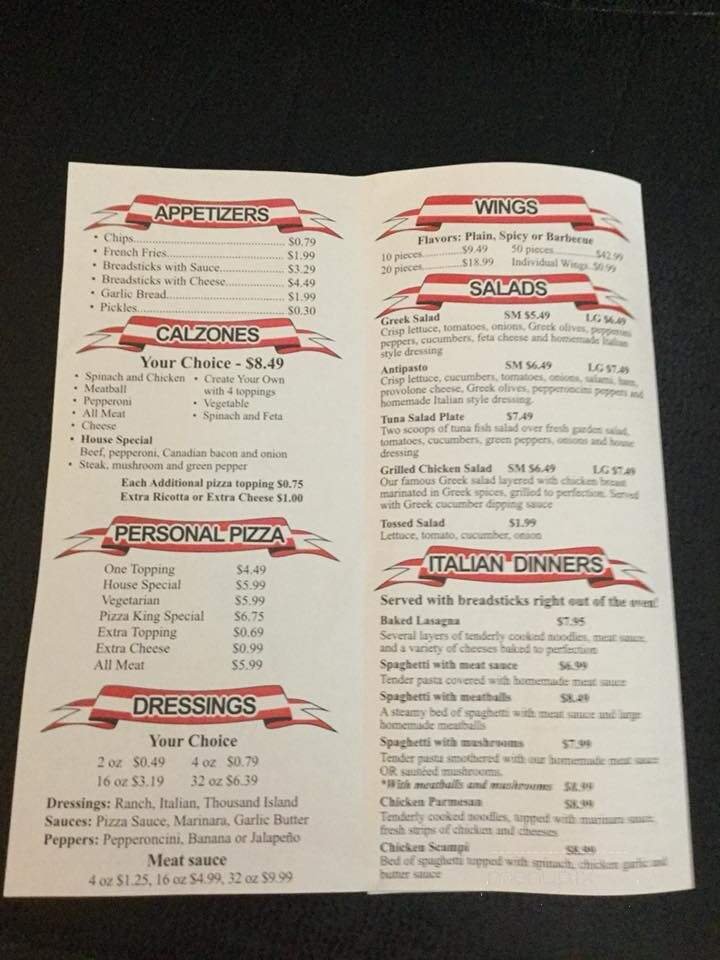 APPETIZERS
• Chips........ $0.79
• French Fries........ $1.99
• Breadsticks with Sauce........ $3.29
• Breadsticks with Cheese........ $4.49
• Garlic Bread........ $1.99
• Pickles........ $0.30
CALZONES
Your Choice - $8.49
• Spinach and Chicken
• Meatball
• Pepperoni
• All Meat
• Cheese
• Create Your Own
with 4 toppings
• Vegetable
• Spinach and Feta
• House Special
Beef, pepperoni, Canadian bacon and onion
• Steak, mushroom and green pepper
Each Additional pizza topping $0.75
Extra Ricotta or Extra Cheese $1.00
PERSONAL PIZZA
One Topping $4.49
House Special $5.99
Vegetarian $5.99
Pizza King Special $6.75
Extra Topping $0.69
Extra Cheese $0.99
All Meat $5.99
DRESSINGS
Your Choice
2 oz $0.49 4 oz $0.79
16 oz $3.19 32 oz $6.39
Dressings: Ranch, Italian, Thousand Island
Sauces: Pizza Sauce, Marinara, Garlic Butter
Peppers: Pepperoncini, Banana or Jalapeño
Meat sauce
4 oz $1.25, 16 oz $4.99, 32 oz $9.99
WINGS
Flavors: Plain, Spicy or Barbecue
10 pieces........ $9.49 50 pieces........ $42.99
20 pieces........ $18.99 Individual Wings. $0.99
SALADS
Greek Salad SM $5.49 LG $6.49
Crisp lettuce, tomatoes, onions, Greek olives, pepperoni
peppers, cucumbers, feta cheese and homemade Italian
style dressing
Antipasto SM $6.49 LG $7.49
Crisp lettuce, cucumbers, tomatoes, onions, salami, ham,
provolone cheese, Greek olives, pepperoncini peppers and
homemade Italian style dressing.
Tuna Salad Plate $7.49
Two scoops of tuna fish salad over fresh garden salad,
tomatoes, cucumbers, green peppers, onions and house
dressing
Grilled Chicken Salad SM $6.49 LG $7.49
Our famous Greek salad layered with chicken breast
marinated in Greek spices, grilled to perfection. Served
with Greek cucumber dipping sauce
Tossed Salad $1.99
Lettuce, tomato, cucumber, onion
ITALIAN DINNERS
Served with breadsticks right out of the oven!
Baked Lasagna $7.95
Several layers of tenderly cooked noodles, meat sauce,
and a variety of cheeses baked to perfection
Spaghetti with meat sauce $6.99
Tender pasta covered with homemade meat sauce
Spaghetti with meatballs $8.49
A steamy bed of spaghetti with meat sauce and large
homemade meatballs
Spaghetti with mushrooms $7.99
Tender pasta smothered with our homemade meat sauce
OR sautéed mushrooms.
*With meatballs and mushrooms $8.99
Chicken Parmesan $8.99
Tenderly cooked noodles, topped with marinara sauce,
fresh strips of chicken and cheeses
Chicken Scampi $8.99
Bed of spaghetti topped with spinach, chicken garlic and
butter sauce